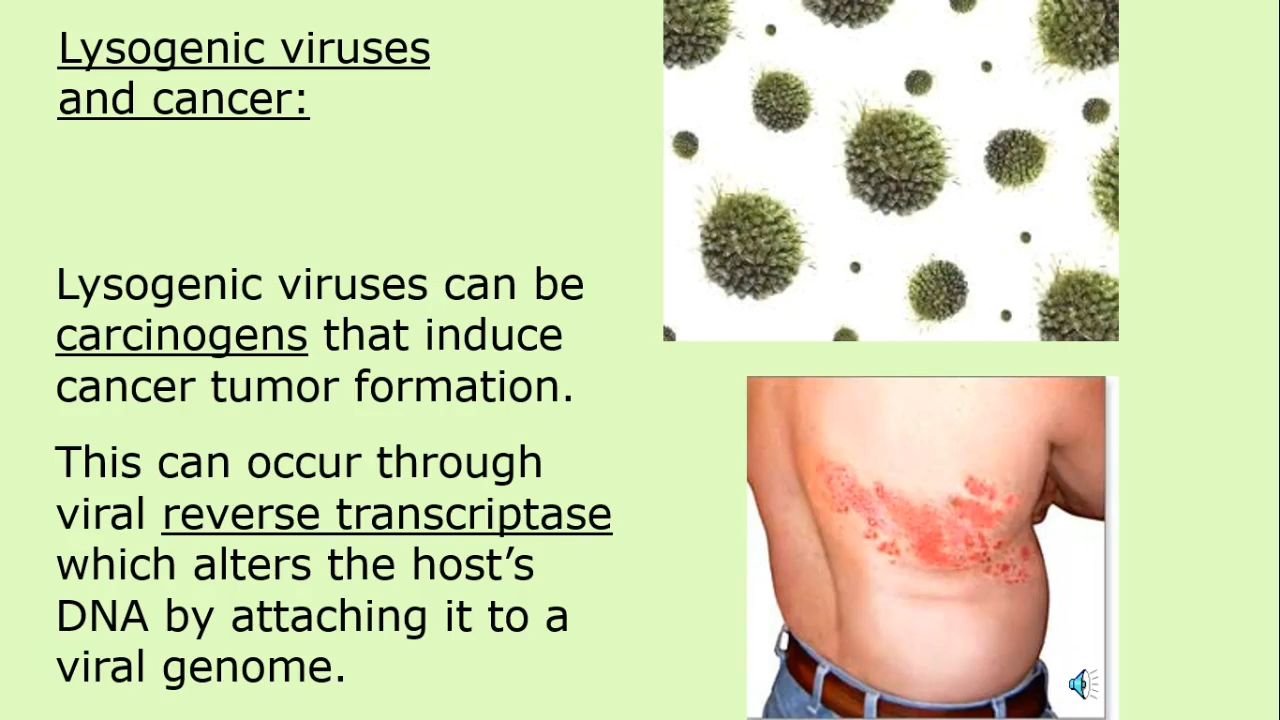 Lysogenic viruses
and cancer:
Lysogenic viruses can be
carcinogens that induce
cancer tumor formation.
This can occur through
viral reverse transcriptase
which alters the host’s
DNA by attaching it to a
viral genome.